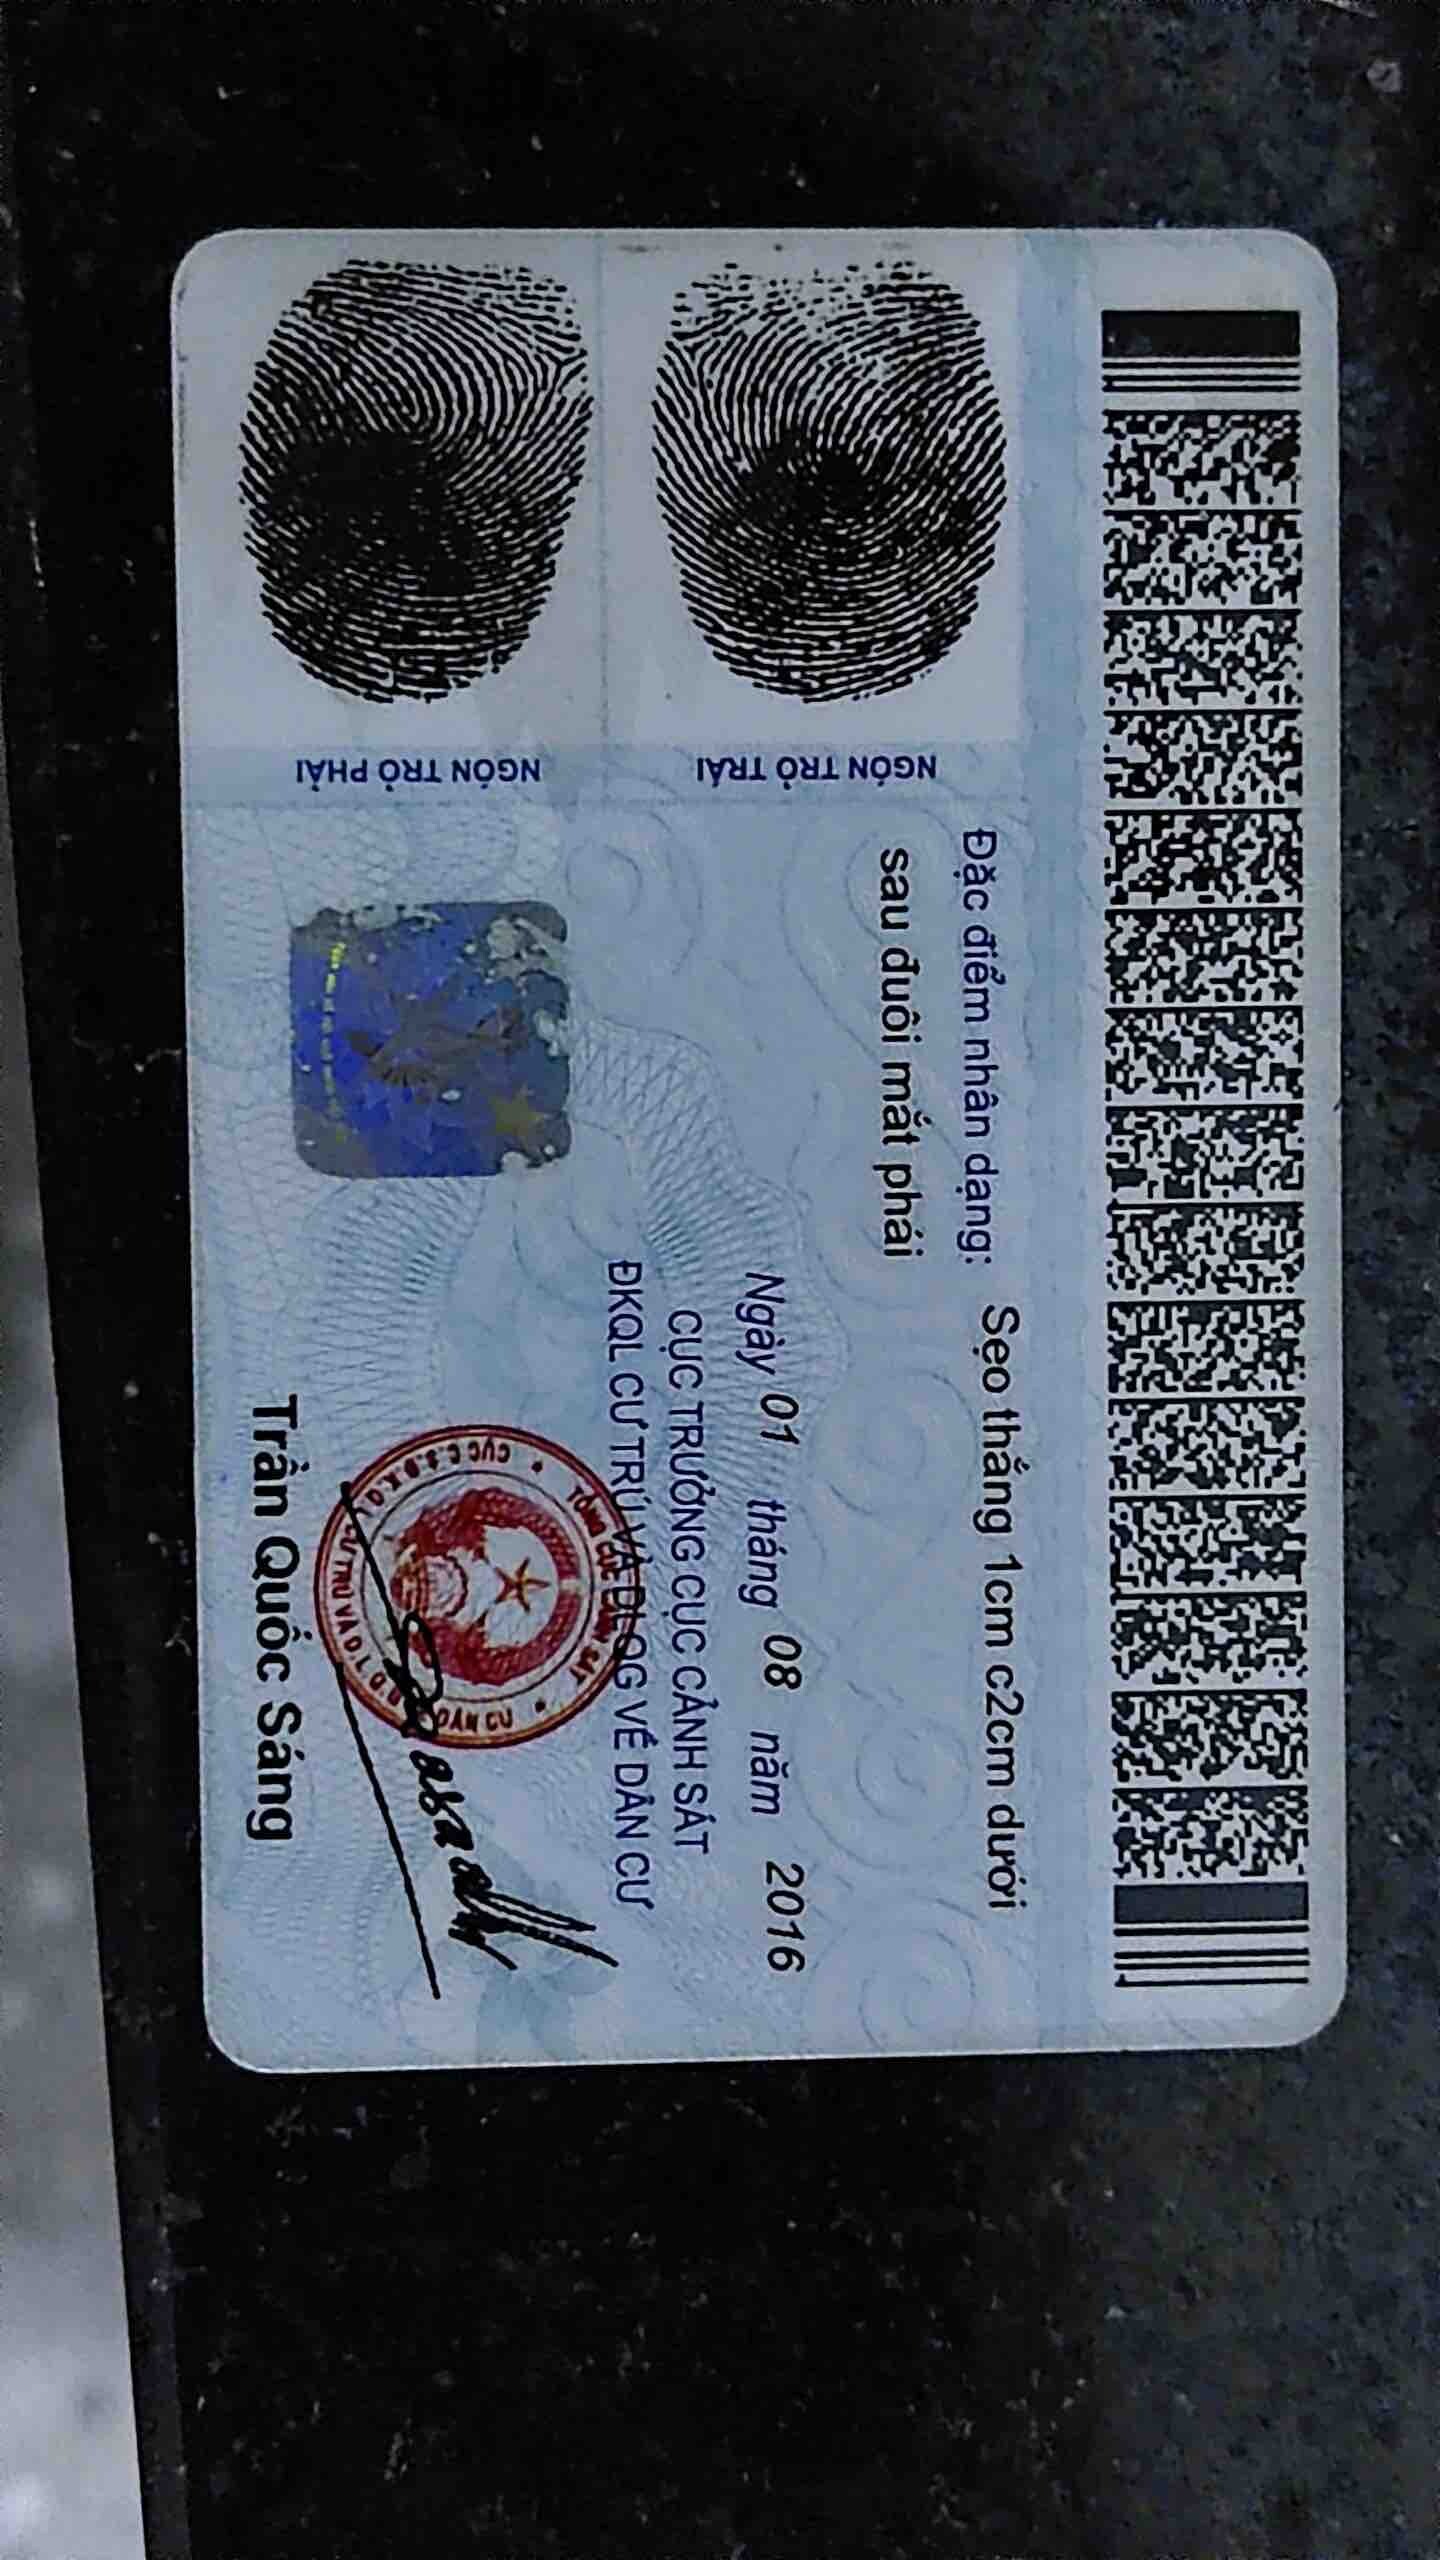 Đặc điểm nhân dạng: Sẹo thẳng 1cm c2cm dưới
sau đuôi mắt phải
Ngày 01 tháng 08 năm 2016
CỤC TRƯỞNG CỤC CẢNH SÁT
ĐKQL CƯ TRÚ VÀ DLQG VỀ DÂN CƯ
Trần Quốc Sáng
NGÓN TRỎ TRÁI
NGÓN TRỎ PHẢI